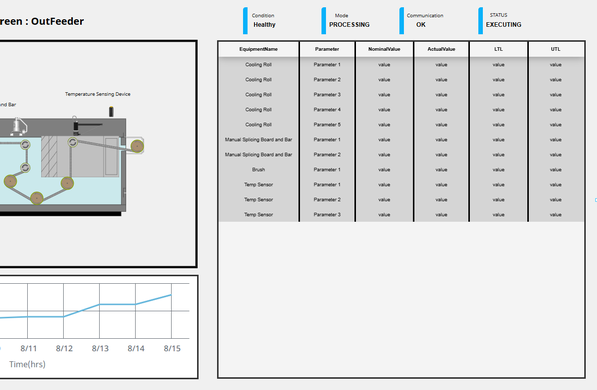 reen : OutFeeder
Condition
Healthy
Mode
PROCESSING
Communication
OK
STATUS
EXECUTING
Temperature Sensing Device
and Bar
8/11 8/12 8/13 8/14 8/15
Time(hrs)
EquipmentName Parameter NominalValue ActualValue LTL UTL
Cooling Roll Parameter 1 value value value value
Cooling Roll Parameter 2 value value value value
Cooling Roll Parameter 3 value value value value
Cooling Roll Parameter 4 value value value value
Cooling Roll Parameter 5 value value value value
Manual Splicing Board and Bar Parameter 1 value value value value
Manual Splicing Board and Bar Parameter 2 value value value value
Brush Parameter 1 value value value value
Temp Sensor Parameter 1 value value value value
Temp Sensor Parameter 2 value value value value
Temp Sensor Parameter 3 value value value value